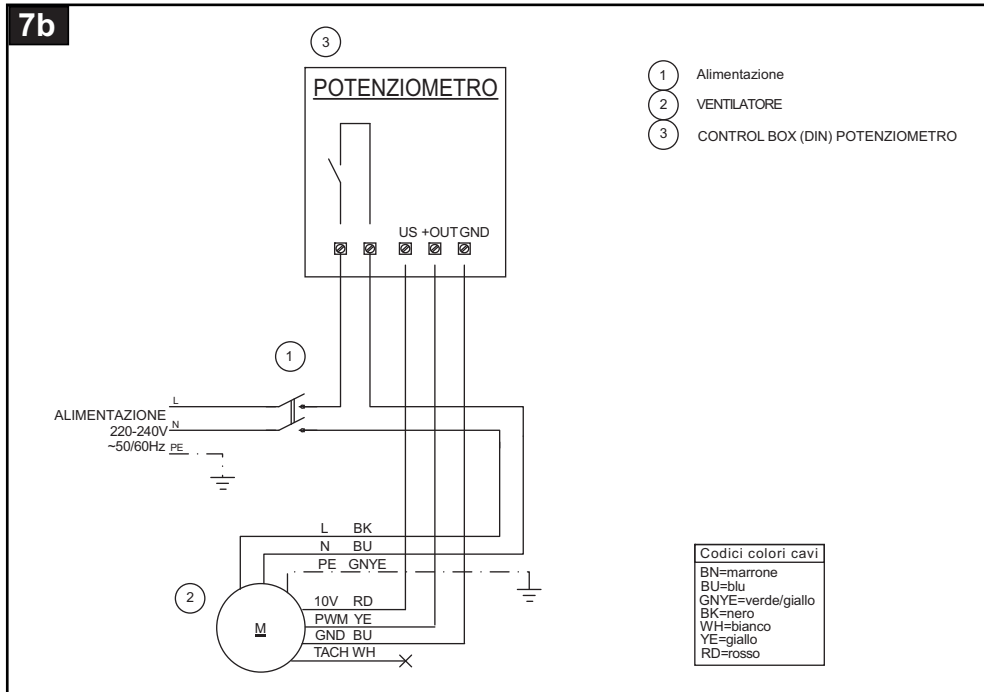 7b
3
POTENZIOMETRO
US +OUT GND
1 Alimentazione
2 VENTILATORE
3 CONTROL BOX (DIN) POTENZIOMETRO
1
L
ALIMENTAZIONE
220-240V N
~50/60Hz PE
L BK
N BU
PE GNYE
2
M
10V RD
PWM YE
GND BU
TACH WH
Codici colori cavi
BN=marrone
BU=blu
GNYE=verde/giallo
BK=nero
WH=bianco
YE=giallo
RD=rosso